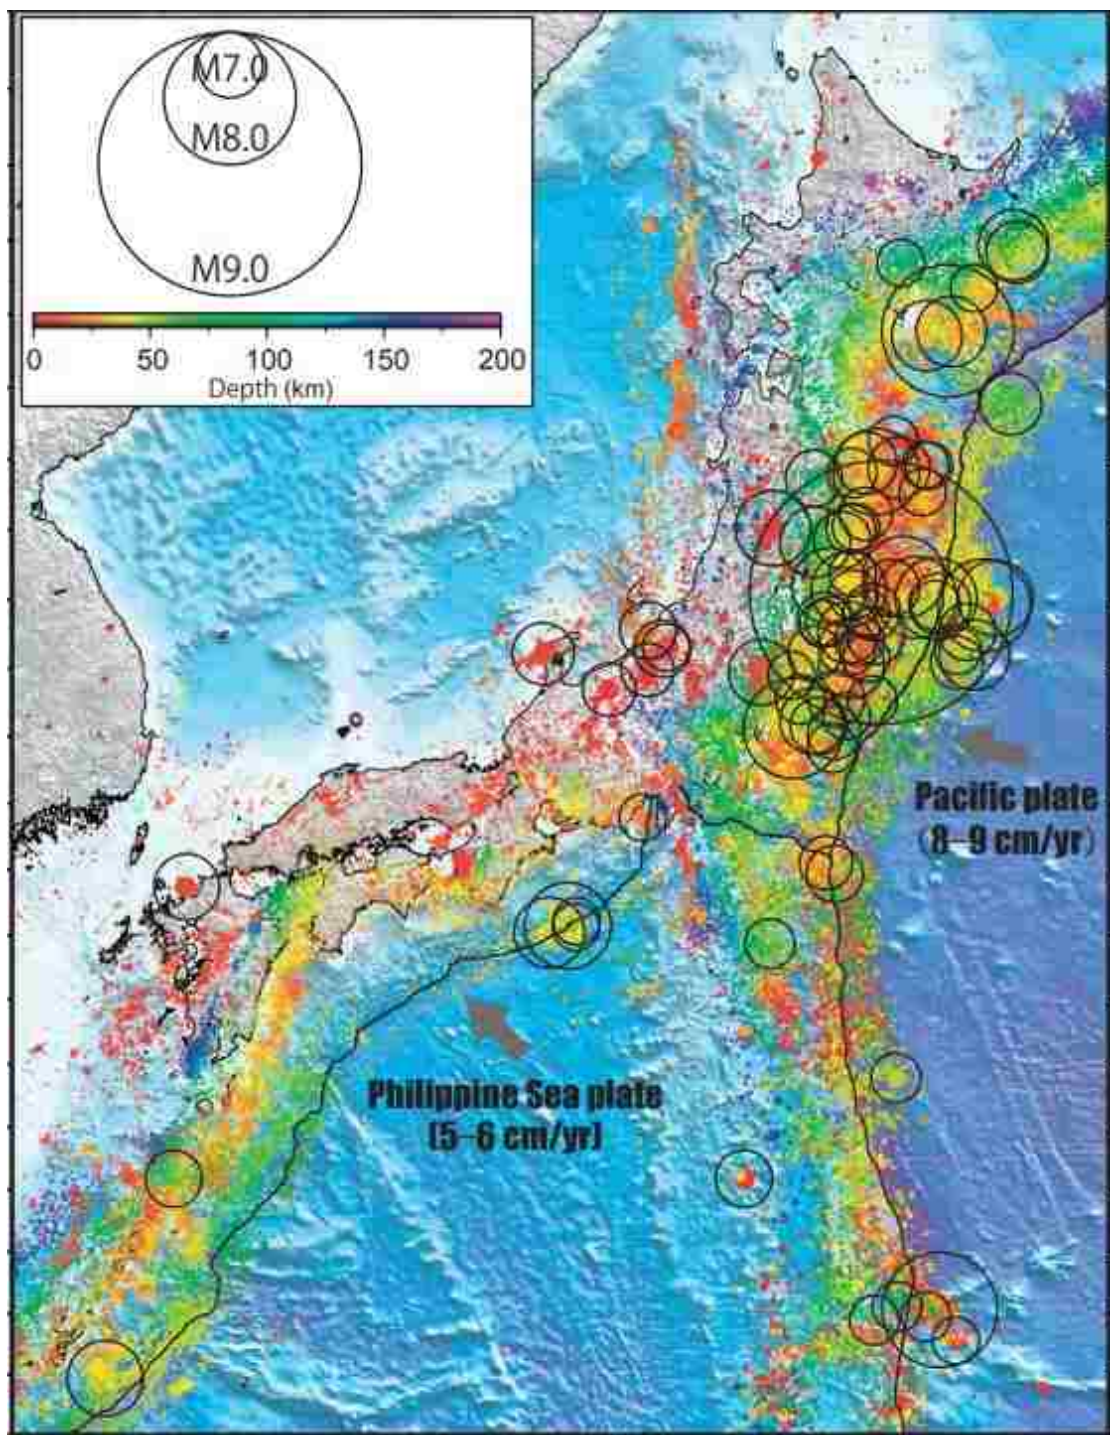 M7.0
M8.0
M9.0
0 50 100 150 200
Depth (km)
Pacific plate
(8–9 cm/yr)
Philippine Sea plate
(5–6 cm/yr)